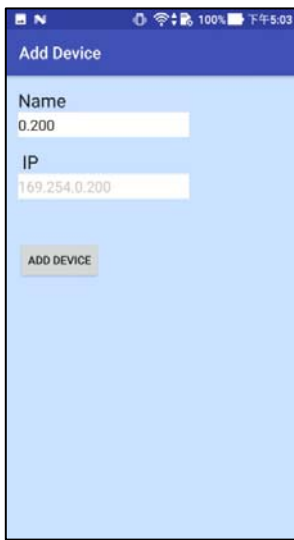 100% 下午5:03
Add Device
Name
0.200
IP
169.254.0.200
ADD DEVICE